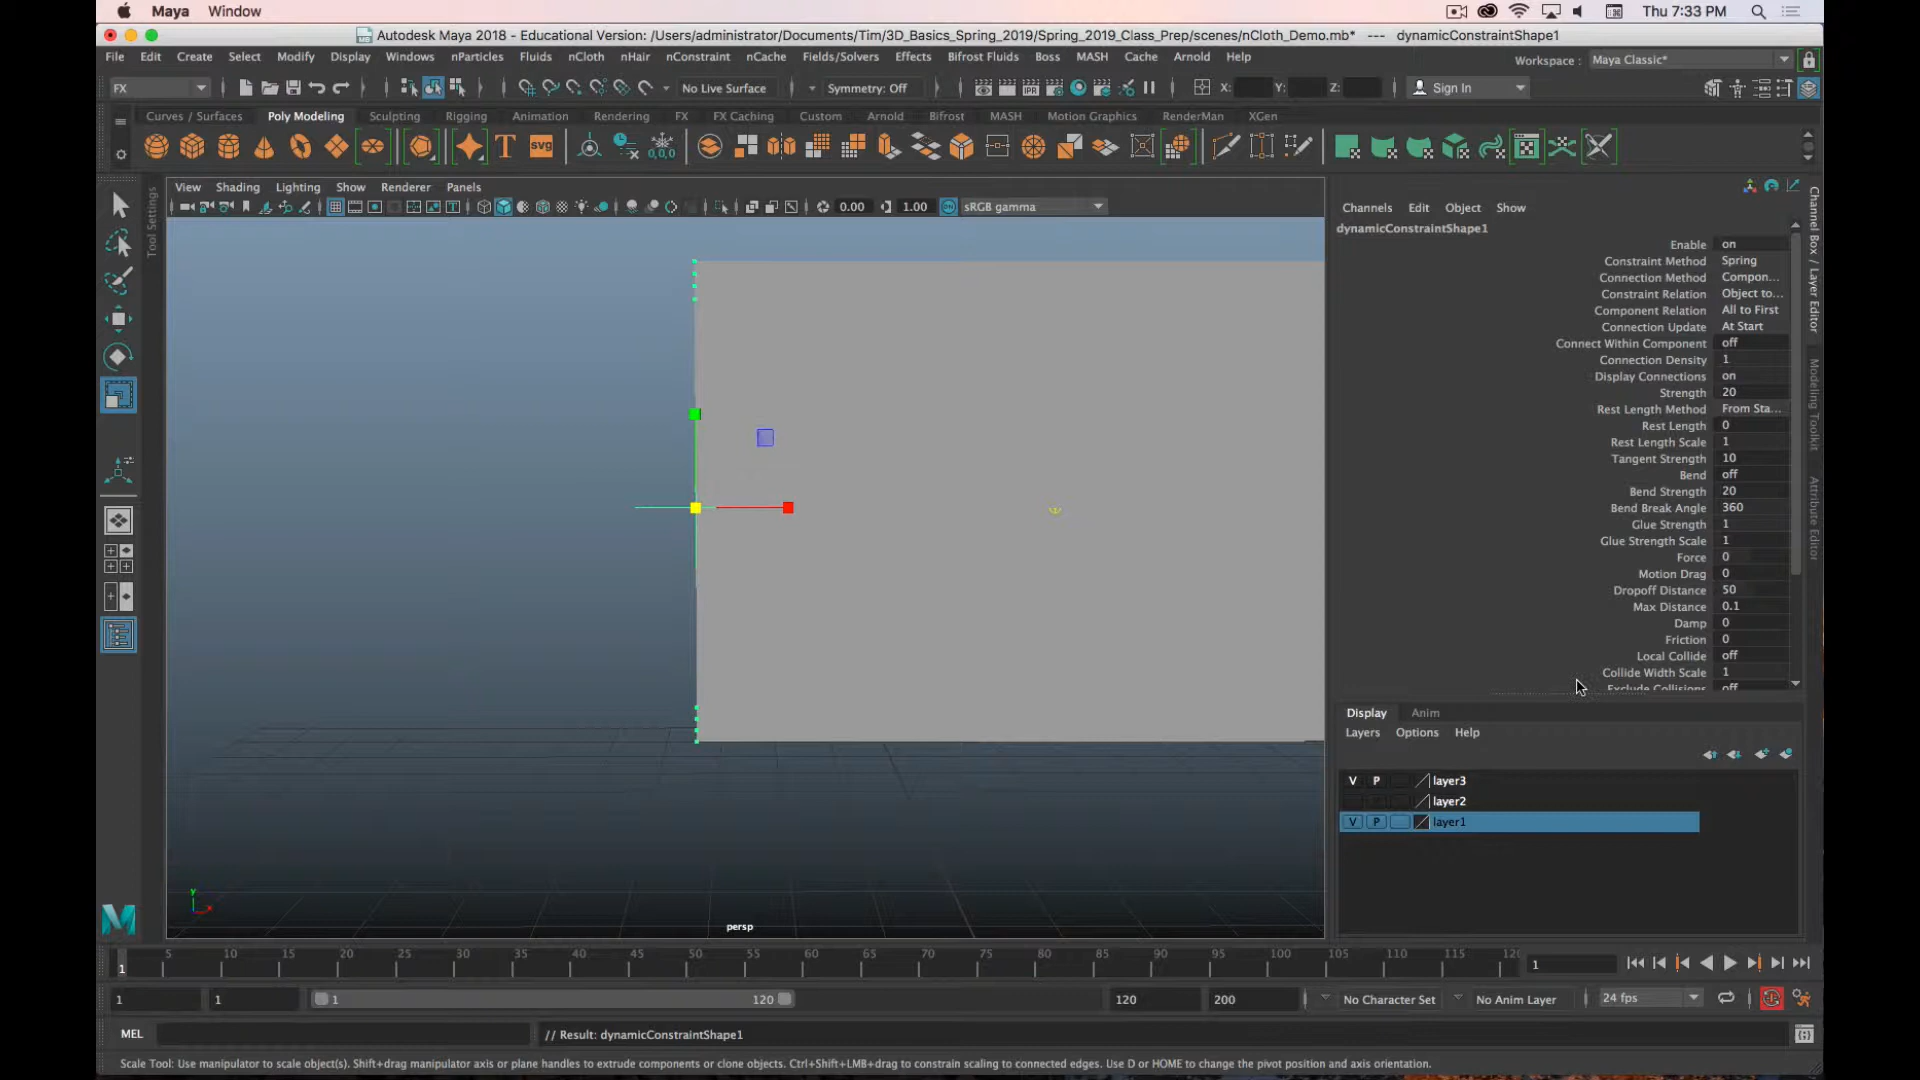 Maya Window
Thu 7:33 PM
Autodesk Maya 2018 - Educational Version: /Users/administrator/Documents/Tim/3D_Basics_Spring_2019/Spring_2019_Class_Prep/scenes/nCloth_Demo.mb* --- dynamicConstraintShape1
File Edit Create Select Modify Display Windows nParticles Fluids nCloth nHair nConstraint nCache Fields/Solvers Effects Bifrost Fluids Boss MASH Cache Arnold Help
Workspace : Maya Classic*
FX No Live Surface Symmetry: Off X: Y: Z: Sign In
Curves / Surfaces Poly Modeling Sculpting Rigging Animation Rendering FX FX Caching Custom Arnold Bifrost MASH Motion Graphics RenderMan XGen
T svg 0,0,0
IPR
Tool Settings
View Shading Lighting Show Renderer Panels
0.00 1.00 sRGB gamma
Channels Edit Object Show
dynamicConstraintShape1
Enable on
Constraint Method Spring
Connection Method Compon...
Constraint Relation Object to...
Component Relation All to First
Connection Update At Start
Connect Within Component off
Connection Density 1
Display Connections on
Strength 20
Rest Length Method From Sta...
Rest Length 0
Rest Length Scale 1
Tangent Strength 10
Bend off
Bend Strength 20
Bend Break Angle 360
Glue Strength 1
Glue Strength Scale 1
Force 0
Motion Drag 0
Dropoff Distance 50
Max Distance 0.1
Damp 0
Friction 0
Local Collide off
Collide Width Scale 1
Exclude Collisions off
Channel Box / Layer Editor
Modeling Toolkit
Attribute Editor
Display Anim
Layers Options Help
V P layer3
layer2
V P layer1
y
x
persp
5 10 15 20 25 30 35 40 45 50 55 60 65 70 75 80 85 90 95 100 105 110 115 120
1
1
1 1 1 120 120 200 No Character Set No Anim Layer 24 fps
MEL // Result: dynamicConstraintShape1
Scale Tool: Use manipulator to scale object(s). Shift+drag manipulator axis or plane handles to extrude components or clone objects. Ctrl+Shift+LMB+drag to constrain scaling to connected edges. Use D or HOME to change the pivot position and axis orientation.